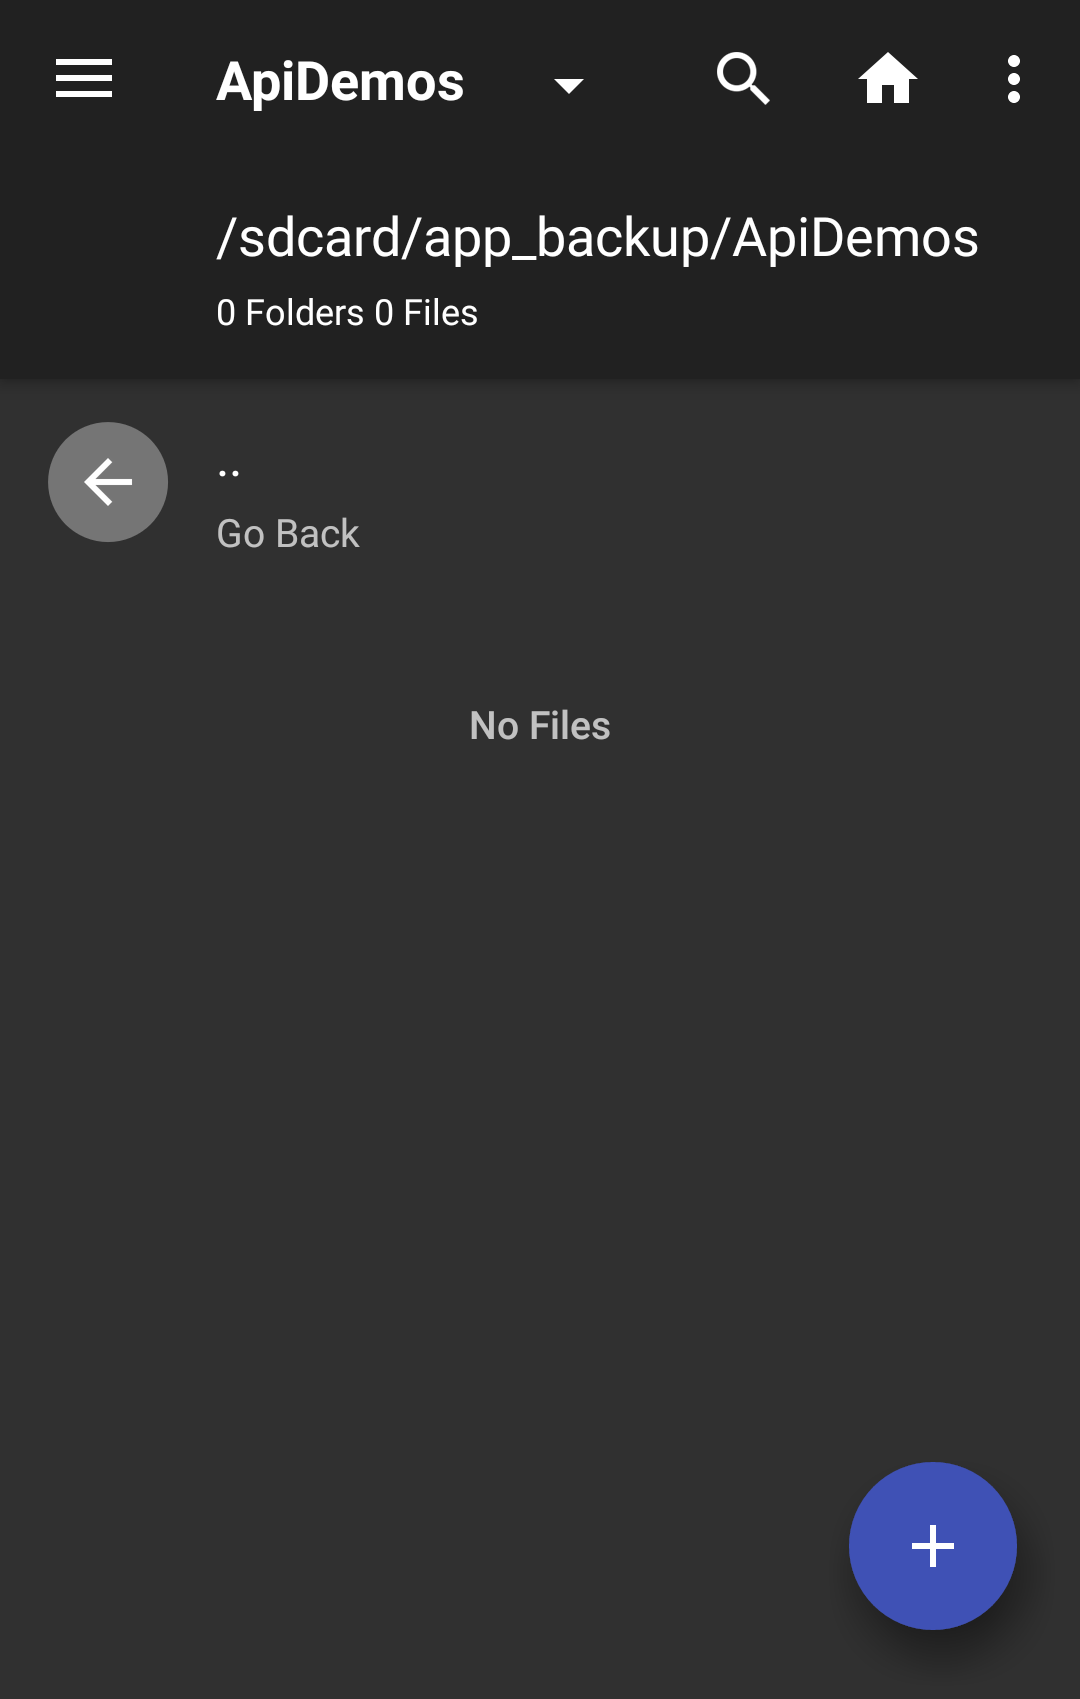 ApiDemos
/sdcard/app_backup/ApiDemos
0 Folders 0 Files
..
Go Back
No Files